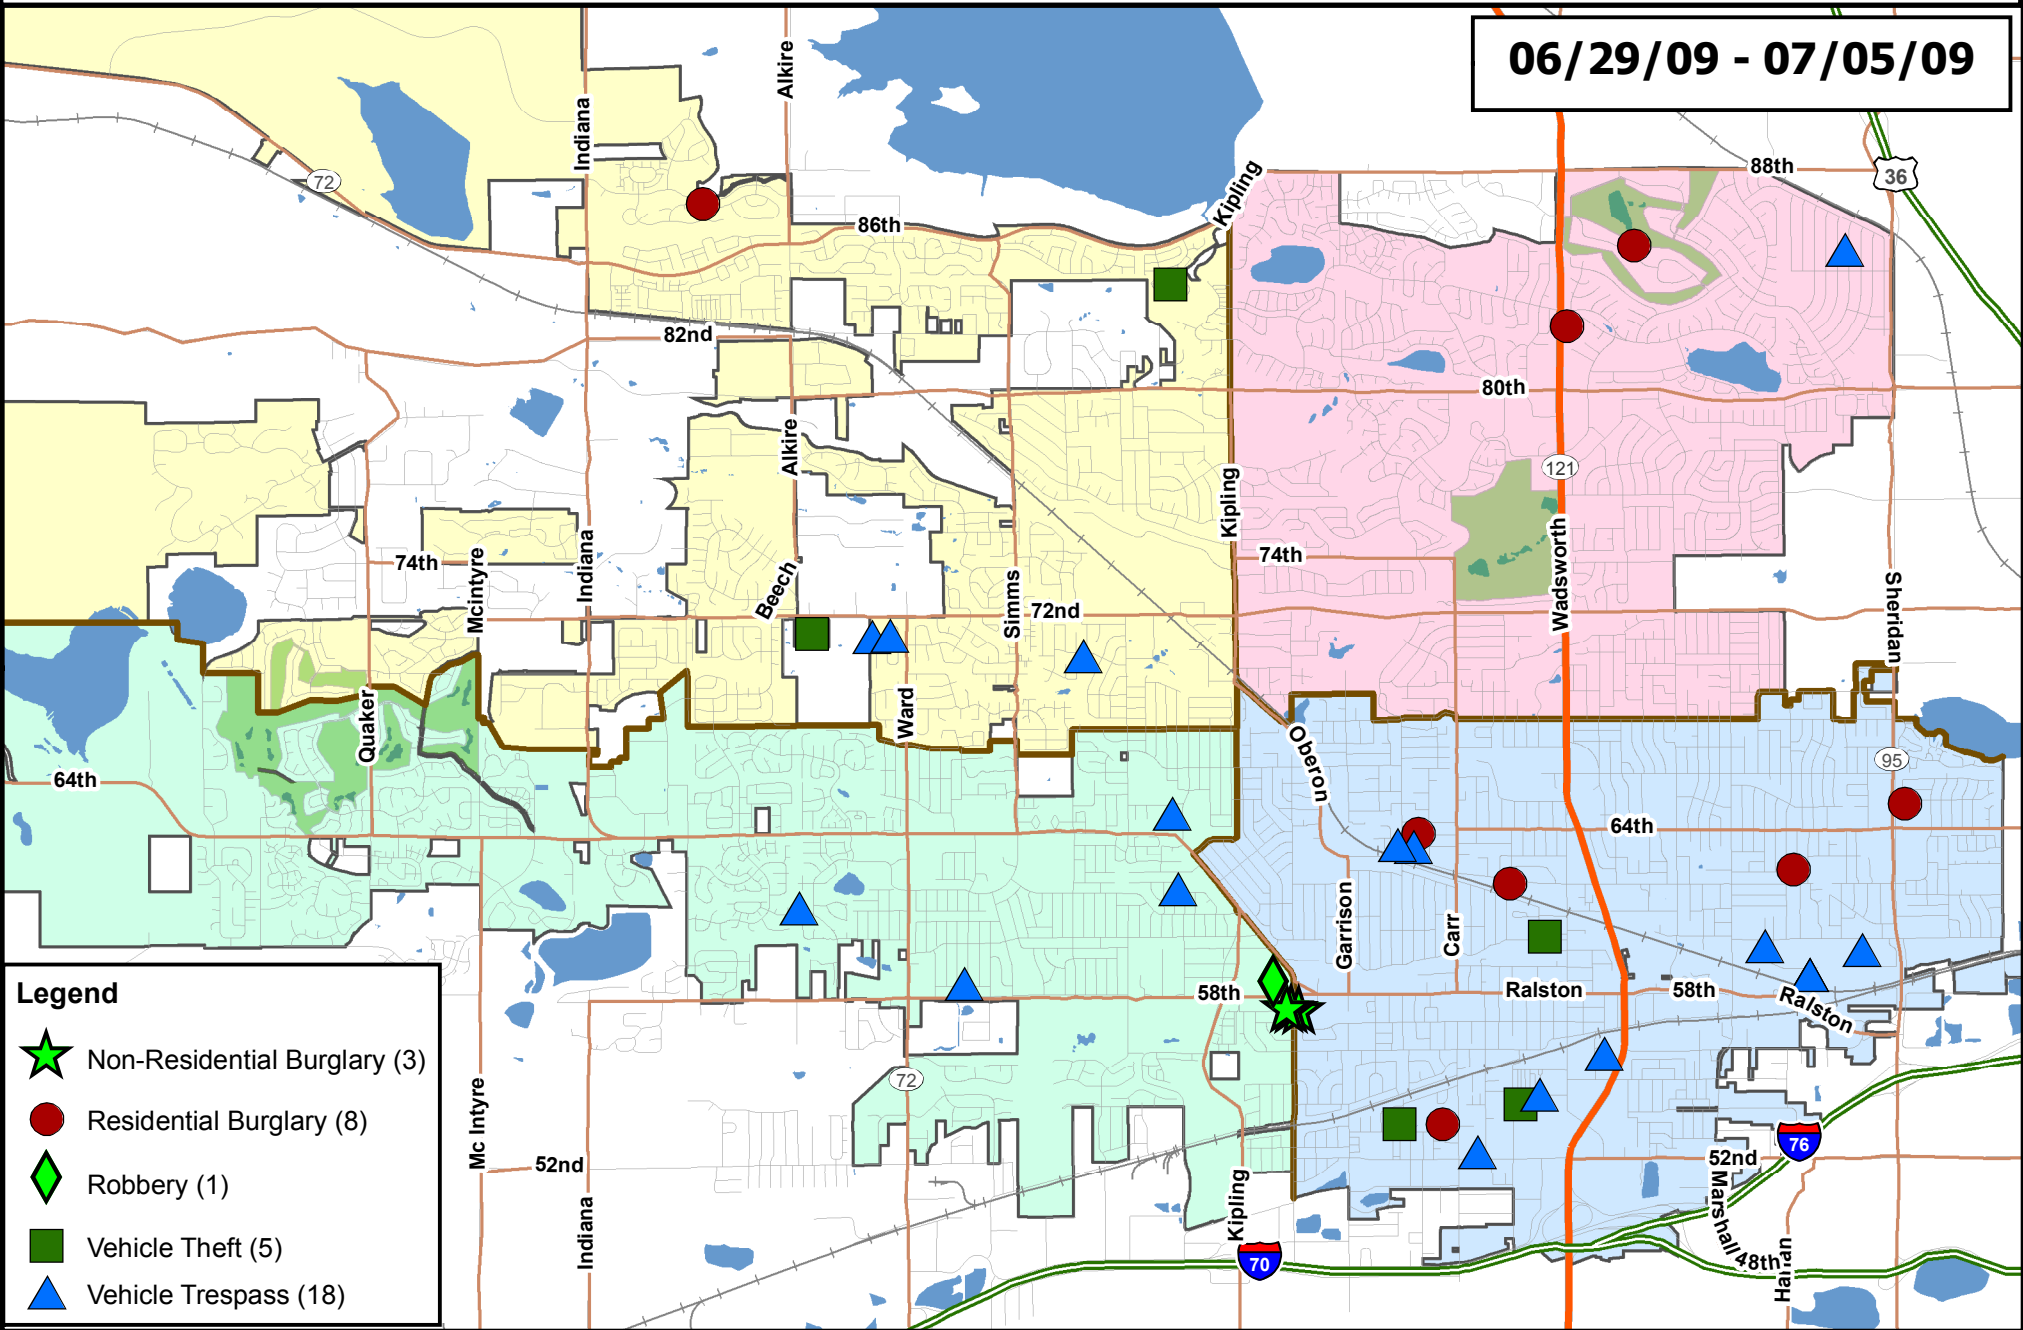 06/29/09 - 07/05/09
Alkire
Indiana
88th
36
72
Kipling
86th
82nd
80th
Alkire
121
Kipling
74th
Mcintyre
Indiana
Beech
Simms
72nd
74th
Wadsworth
Sheridan
Quaker
Ward
Oberon
95
64th
64th
Garrison
Carr
58th
Ralston
58th
Ralston
72
Mc Intyre
52nd
Indiana
Kipling
70
76
52nd
Marshall
48th
Legend
Non-Residential Burglary (3)
Residential Burglary (8)
Robbery (1)
Vehicle Theft (5)
Vehicle Trespass (18)